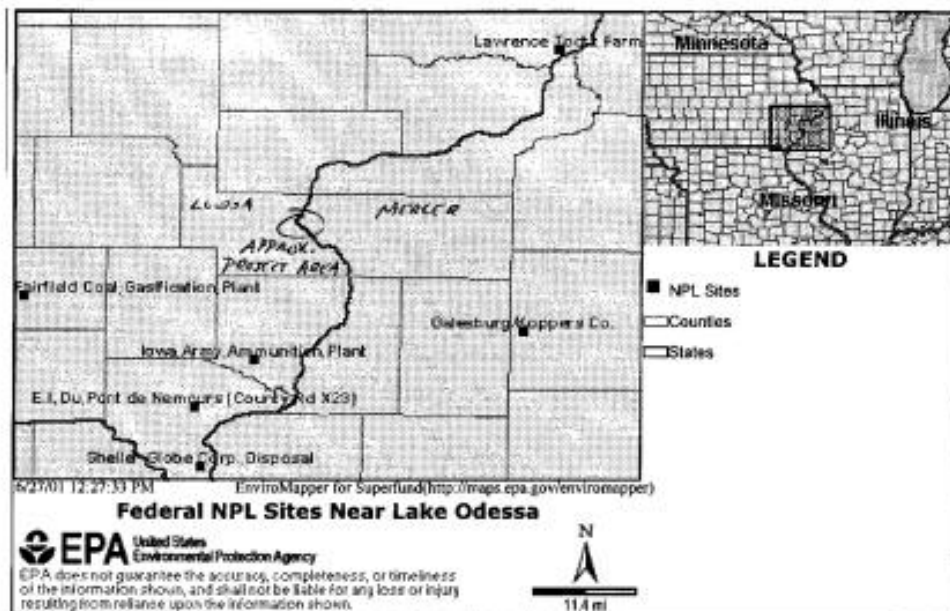 Lawrence Todtz Farm
Minnesota
Illinois
Missouri
LOUISA
MERCER
APPROX.
PROJECT AREA
Fairfield Coal, Gasification, Plant
Galesburg/Koppers Co.
Iowa, Army, Ammunition, Plant
E.I, Du, Pont de Nemours (County Rd X23)
Sheller Globe Corp., Disposal
LEGEND
NPL Sites
Counties
States
6/27/01 12:27:33 PM
EnviroMapper for Superfund(http://maps.epa.gov/enviromapper)
Federal NPL Sites Near Lake Odessa
EPA
United States
Environmental Protection Agency
EPA does not guarantee the accuracy, completeness, or timeliness
of the information shown, and shall not be liable for any loss or injury
resulting from reliance upon the information shown.
N
11.4 mi